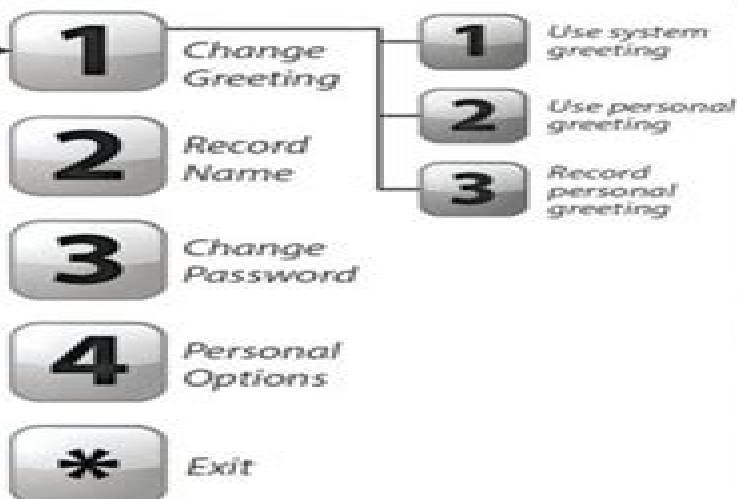 1
Change
Greeting
1
Use system
greeting
2
Use personal
greeting
3
Record
personal
greeting
2
Record
Name
3
Change
Password
4
Personal
Options
*
Exit